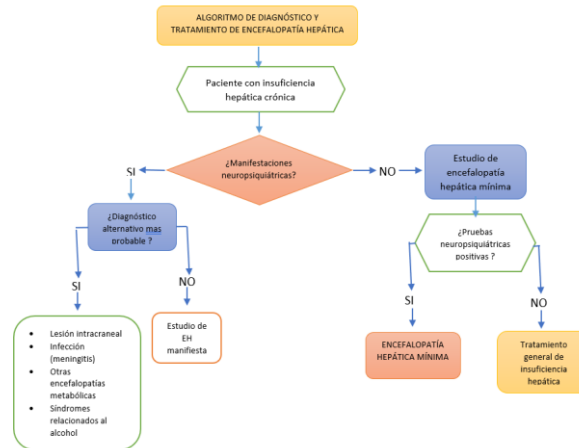 ALGORITMO DE DIAGNÓSTICO Y
TRATAMIENTO DE ENCEFALOPATÍA HEPÁTICA
Paciente con insuficiencia
hepática crónica
¿Manifestaciones
neuropsiquiátricas?
SI
NO
Estudio de
encefalopatía
hepática mínima
¿Diagnóstico
alternativo mas
probable ?
¿Pruebas
neuropsiquiátricas
positivas ?
SI
NO
SI
NO
Lesión intracraneal
Infección
(meningitis)
Otras
encefalopatías
metabólicas
Síndromes
relacionados al
alcohol
Estudio de
EH
manifiesta
ENCEFALOPATÍA
HEPÁTICA MÍNIMA
Tratamiento
general de
insuficiencia
hepática